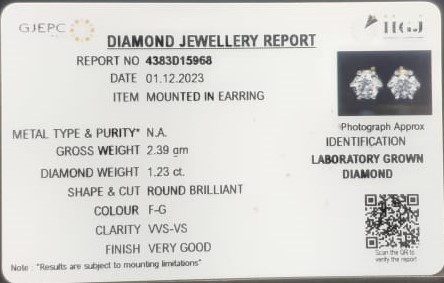 GJEPC
IIGJ
DIAMOND JEWELLERY REPORT
REPORT NO 4383D15968
DATE 01.12.2023
ITEM MOUNTED IN EARRING
METAL TYPE & PURITY* N.A.
GROSS WEIGHT 2.39 gm
DIAMOND WEIGHT 1.23 ct.
SHAPE & CUT ROUND BRILLIANT
COLOUR F-G
CLARITY VVS-VS
FINISH VERY GOOD
Note : "Results are subject to mounting limitations"
Photograph Approx
IDENTIFICATION
LABORATORY GROWN
DIAMOND
Scan the QR to
verify the report